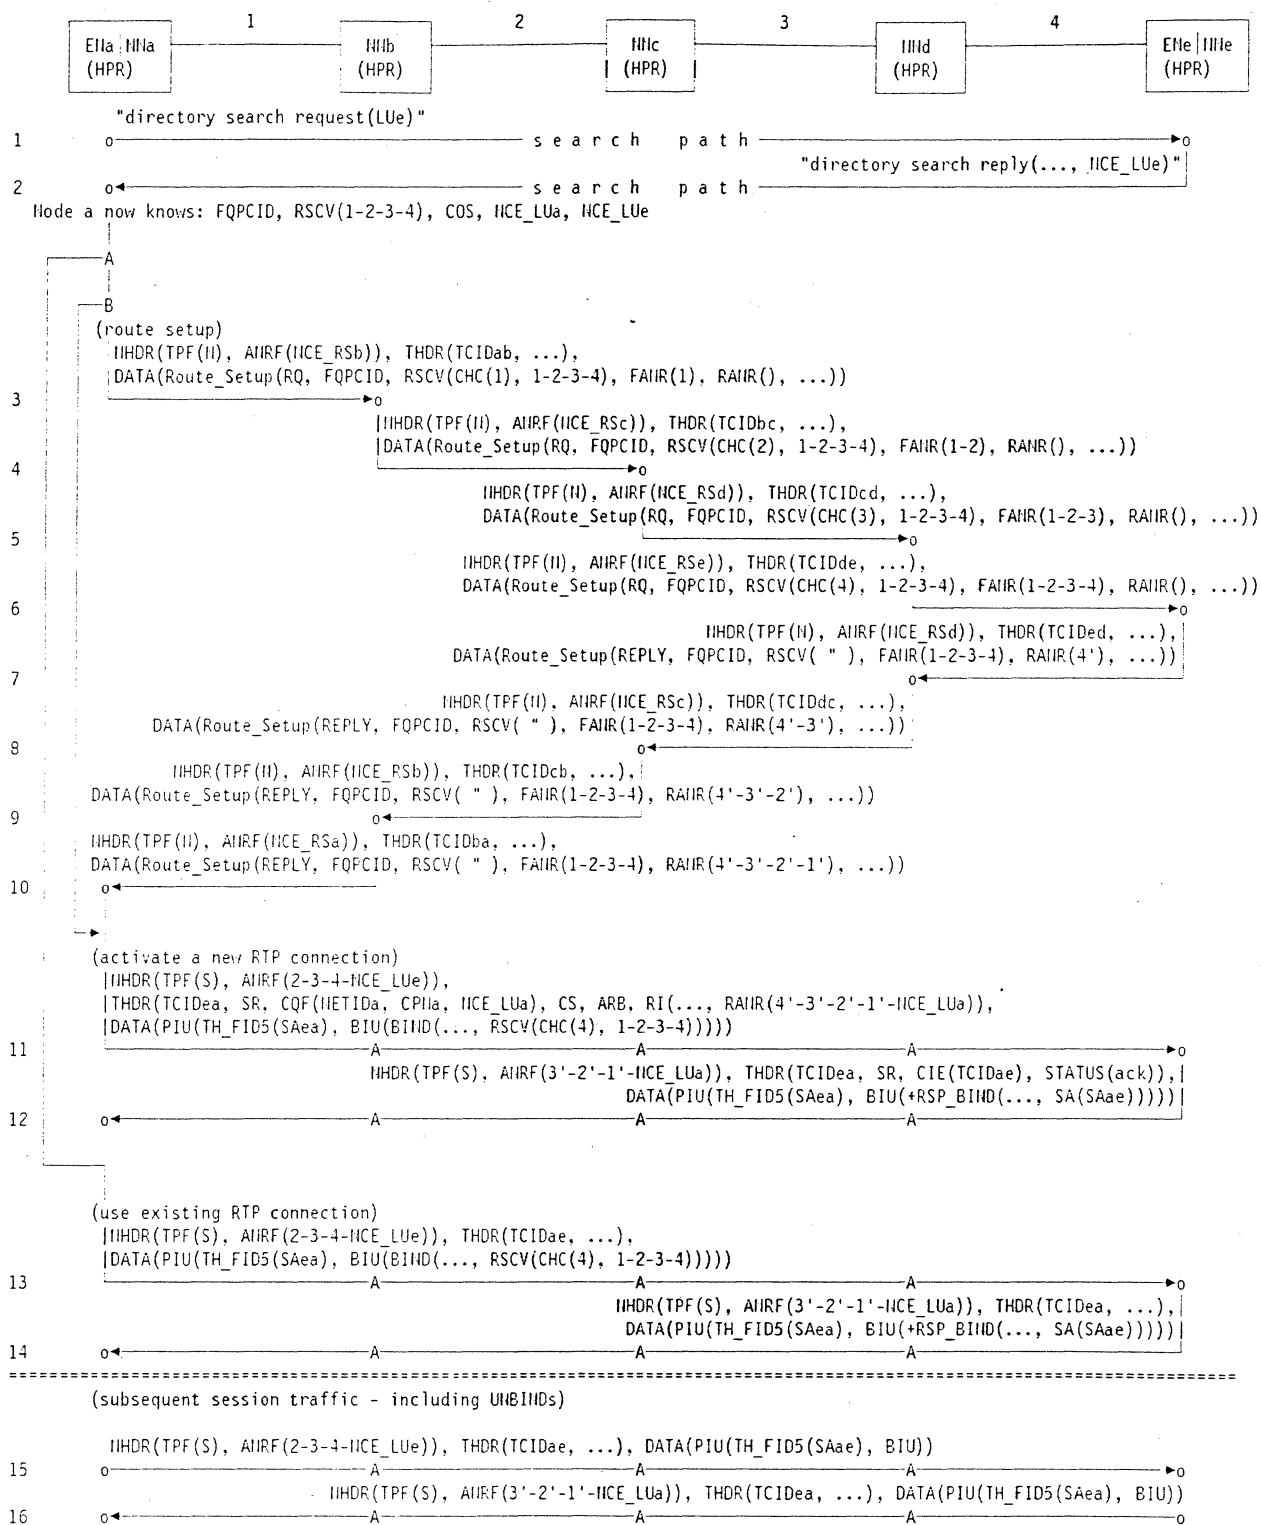 1 2 3 4
ENa NNa NNb NNc NNd ENe NNe
(HPR) (HPR) (HPR) (HPR) (HPR)
"directory search request(LUe)"
1 o search path o
"directory search reply(..., NCE_LUe)"
2 o search path
Node a now knows: FQPCID, RSCV(1-2-3-4), COS, NCE_LUa, NCE_LUe
A
B
(route setup)
NHDR(TPF(N), ANRF(NCE_RSb)), THDR(TCIDab, ...),
DATA(Route_Setup(RQ, FQPCID, RSCV(CHC(1), 1-2-3-4), FANR(1), RANR(), ...))
3 o
NHDR(TPF(N), ANRF(NCE_RSc)), THDR(TCIDbc, ...),
DATA(Route_Setup(RQ, FQPCID, RSCV(CHC(2), 1-2-3-4), FANR(1-2), RANR(), ...))
4 o
NHDR(TPF(N), ANRF(NCE_RSd)), THDR(TCIDcd, ...),
DATA(Route_Setup(RQ, FQPCID, RSCV(CHC(3), 1-2-3-4), FANR(1-2-3), RANR(), ...))
5 o
NHDR(TPF(N), ANRF(NCE_RSe)), THDR(TCIDde, ...),
DATA(Route_Setup(RQ, FQPCID, RSCV(CHC(4), 1-2-3-4), FANR(1-2-3-4), RANR(), ...))
6 o
NHDR(TPF(N), ANRF(NCE_RSd)), THDR(TCIDed, ...),
DATA(Route_Setup(REPLY, FQPCID, RSCV( " ), FANR(1-2-3-4), RANR(4'), ...))
7 o
NHDR(TPF(N), ANRF(NCE_RSc)), THDR(TCIDdc, ...),
DATA(Route_Setup(REPLY, FQPCID, RSCV( " ), FANR(1-2-3-4), RANR(4'-3'), ...))
8 o
NHDR(TPF(N), ANRF(NCE_RSb)), THDR(TCIDcb, ...),
DATA(Route_Setup(REPLY, FQPCID, RSCV( " ), FANR(1-2-3-4), RANR(4'-3'-2'), ...))
9 o
NHDR(TPF(N), ANRF(NCE_RSa)), THDR(TCIDba, ...),
DATA(Route_Setup(REPLY, FQPCID, RSCV( " ), FANR(1-2-3-4), RANR(4'-3'-2'-1'), ...))
10 o
(activate a new RTP connection)
NHDR(TPF(S), ANRF(2-3-4-NCE_LUe)),
THDR(TCIDea, SR, CQF(NETIDa, CPNa, NCE_LUa), CS, ARB, RI(..., RANR(4'-3'-2'-1'-NCE_LUa)),
DATA(PIU(TH_FID5(SAea), BIU(BIND(..., RSCV(CHC(4), 1-2-3-4)))))
11 A A A o
NHDR(TPF(S), ANRF(3'-2'-1'-NCE_LUa)), THDR(TCIDea, SR, CIE(TCIDae), STATUS(ack)),
DATA(PIU(TH_FID5(SAea), BIU(+RSP_BIND(..., SA(SAae)))))
12 o A A A
(use existing RTP connection)
NHDR(TPF(S), ANRF(2-3-4-NCE_LUe)), THDR(TCIDae, ...),
DATA(PIU(TH_FID5(SAea), BIU(BIND(..., RSCV(CHC(4), 1-2-3-4)))))
13 A A A o
NHDR(TPF(S), ANRF(3'-2'-1'-NCE_LUa)), THDR(TCIDea, ...),
DATA(PIU(TH_FID5(SAea), BIU(+RSP_BIND(..., SA(SAae)))))
14 o A A A
(subsequent session traffic - including UNBINDs)
NHDR(TPF(S), ANRF(2-3-4-NCE_LUe)), THDR(TCIDae, ...), DATA(PIU(TH_FID5(SAae), BIU))
15 o A A A o
NHDR(TPF(S), ANRF(3'-2'-1'-NCE_LUa)), THDR(TCIDea, ...), DATA(PIU(TH_FID5(SAea), BIU))
16 o A A A o